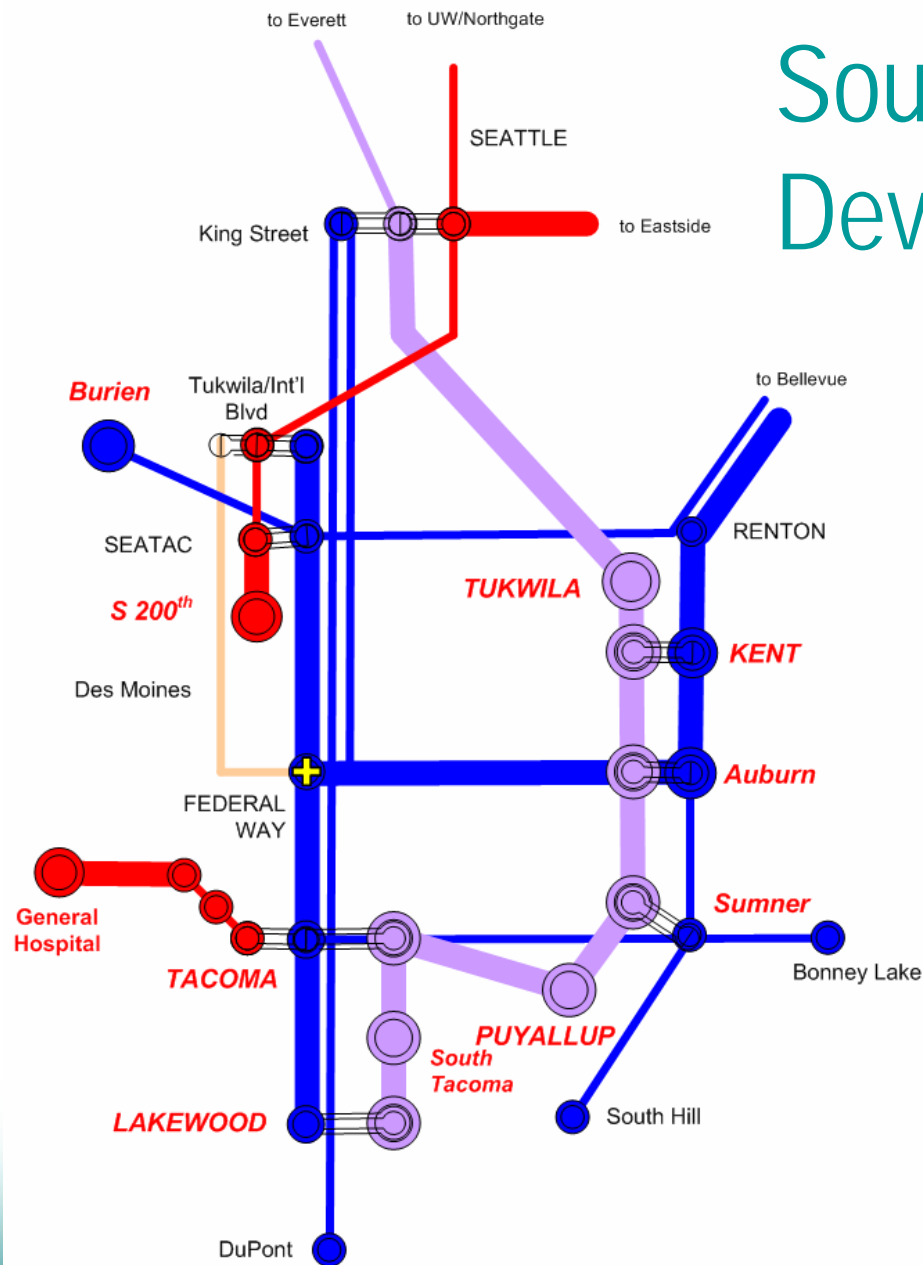 to Everett
to UW/Northgate
Sou
SEATTLE
Dev
King Street
to Eastside
Tukwila/Int'l
Blvd
Burien
to Bellevue
SEATAC
RENTON
TUKWILA
S 200th
KENT
Des Moines
Auburn
FEDERAL
WAY
Sumner
General
Hospital
TACOMA
Bonney Lake
PUYALLUP
South
Tacoma
LAKEWOOD
South Hill
DuPont